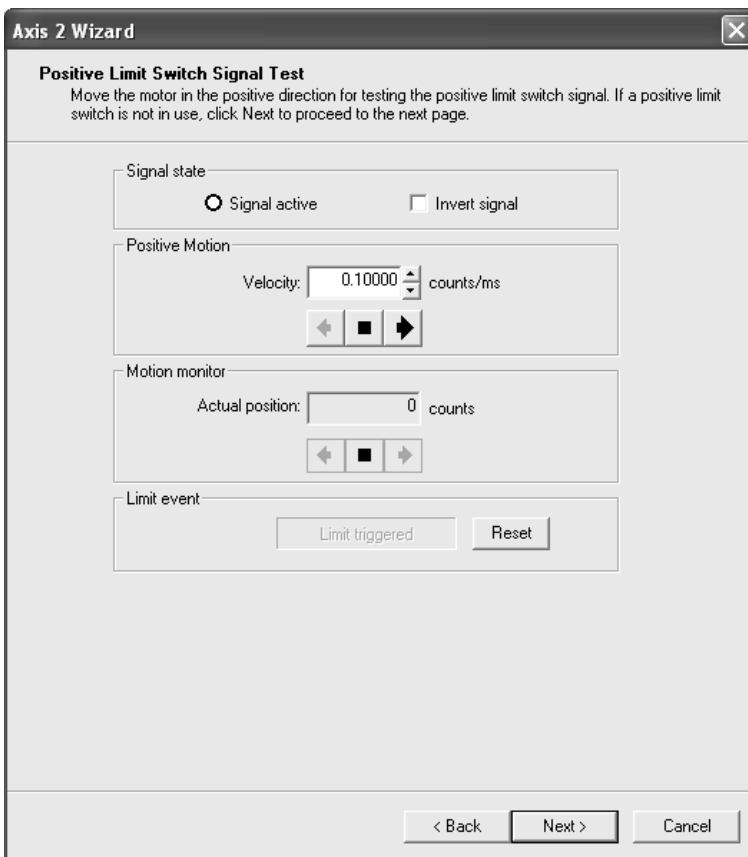 Axis 2 Wizard
Positive Limit Switch Signal Test
Move the motor in the positive direction for testing the positive limit switch signal. If a positive limit
switch is not in use, click Next to proceed to the next page.
Signal state
Signal active Invert signal
Positive Motion
Velocity: 0.10000 counts/ms
Motion monitor
Actual position: 0 counts
Limit event
Limit triggered Reset
< Back Next > Cancel